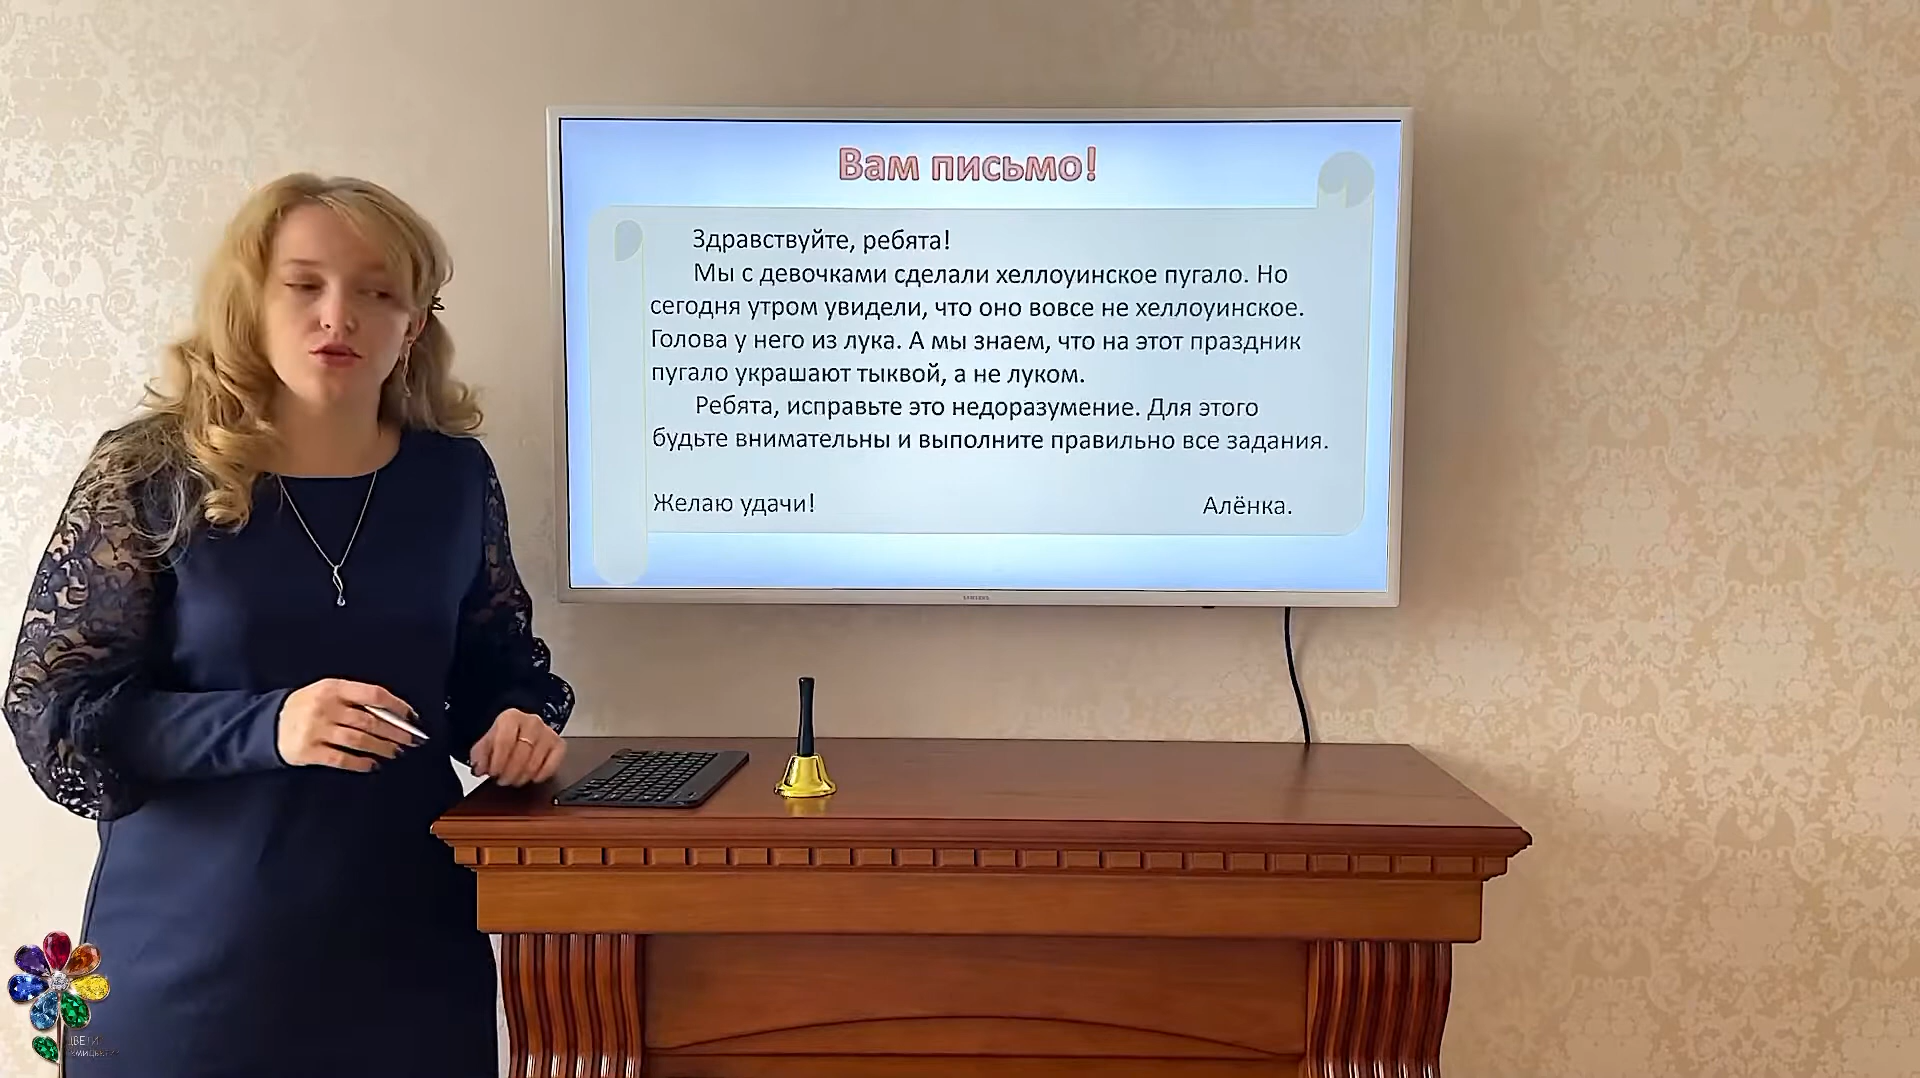 Вам письмо!
Здравствуйте, ребята!
Мы с девочками сделали хеллоуинское пугало. Но
сегодня утром увидели, что оно вовсе не хеллоуинское.
Голова у него из лука. А мы знаем, что на этот праздник
пугало украшают тыквой, а не луком.
Ребята, исправьте это недоразумение. Для этого
будьте внимательны и выполните правильно все задания.
Желаю удачи! Алёнка.
SAMSUNG